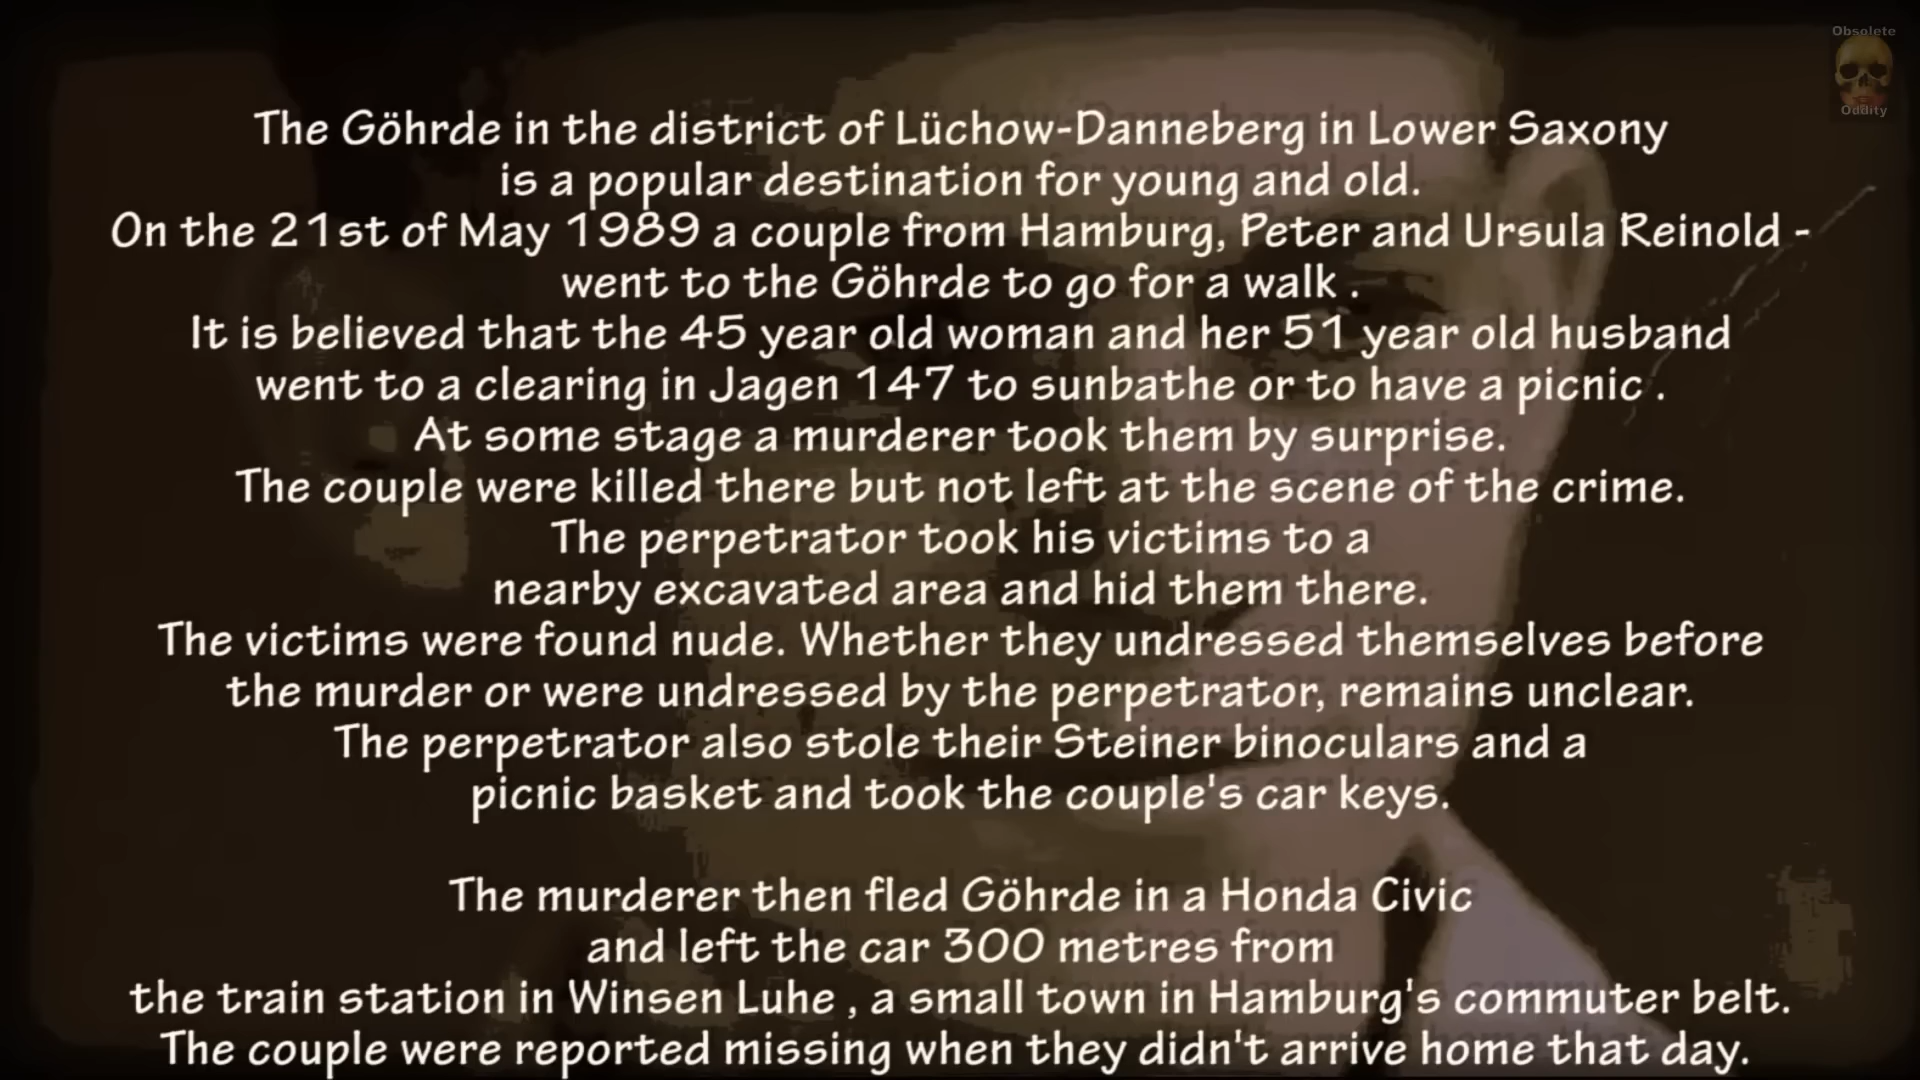 Obsolete
Oddity
The Göhrde in the district of Lüchow-Danneberg in Lower Saxony
is a popular destination for young and old.
On the 21st of May 1989 a couple from Hamburg, Peter and Ursula Reinold -
went to the Göhrde to go for a walk .
It is believed that the 45 year old woman and her 51 year old husband
went to a clearing in Jagen 147 to sunbathe or to have a picnic .
At some stage a murderer took them by surprise.
The couple were killed there but not left at the scene of the crime.
The perpetrator took his victims to a
nearby excavated area and hid them there.
The victims were found nude. Whether they undressed themselves before
the murder or were undressed by the perpetrator, remains unclear.
The perpetrator also stole their Steiner binoculars and a
picnic basket and took the couple's car keys.
The murderer then fled Göhrde in a Honda Civic
and left the car 300 metres from
the train station in Winsen Luhe , a small town in Hamburg's commuter belt.
The couple were reported missing when they didn't arrive home that day.